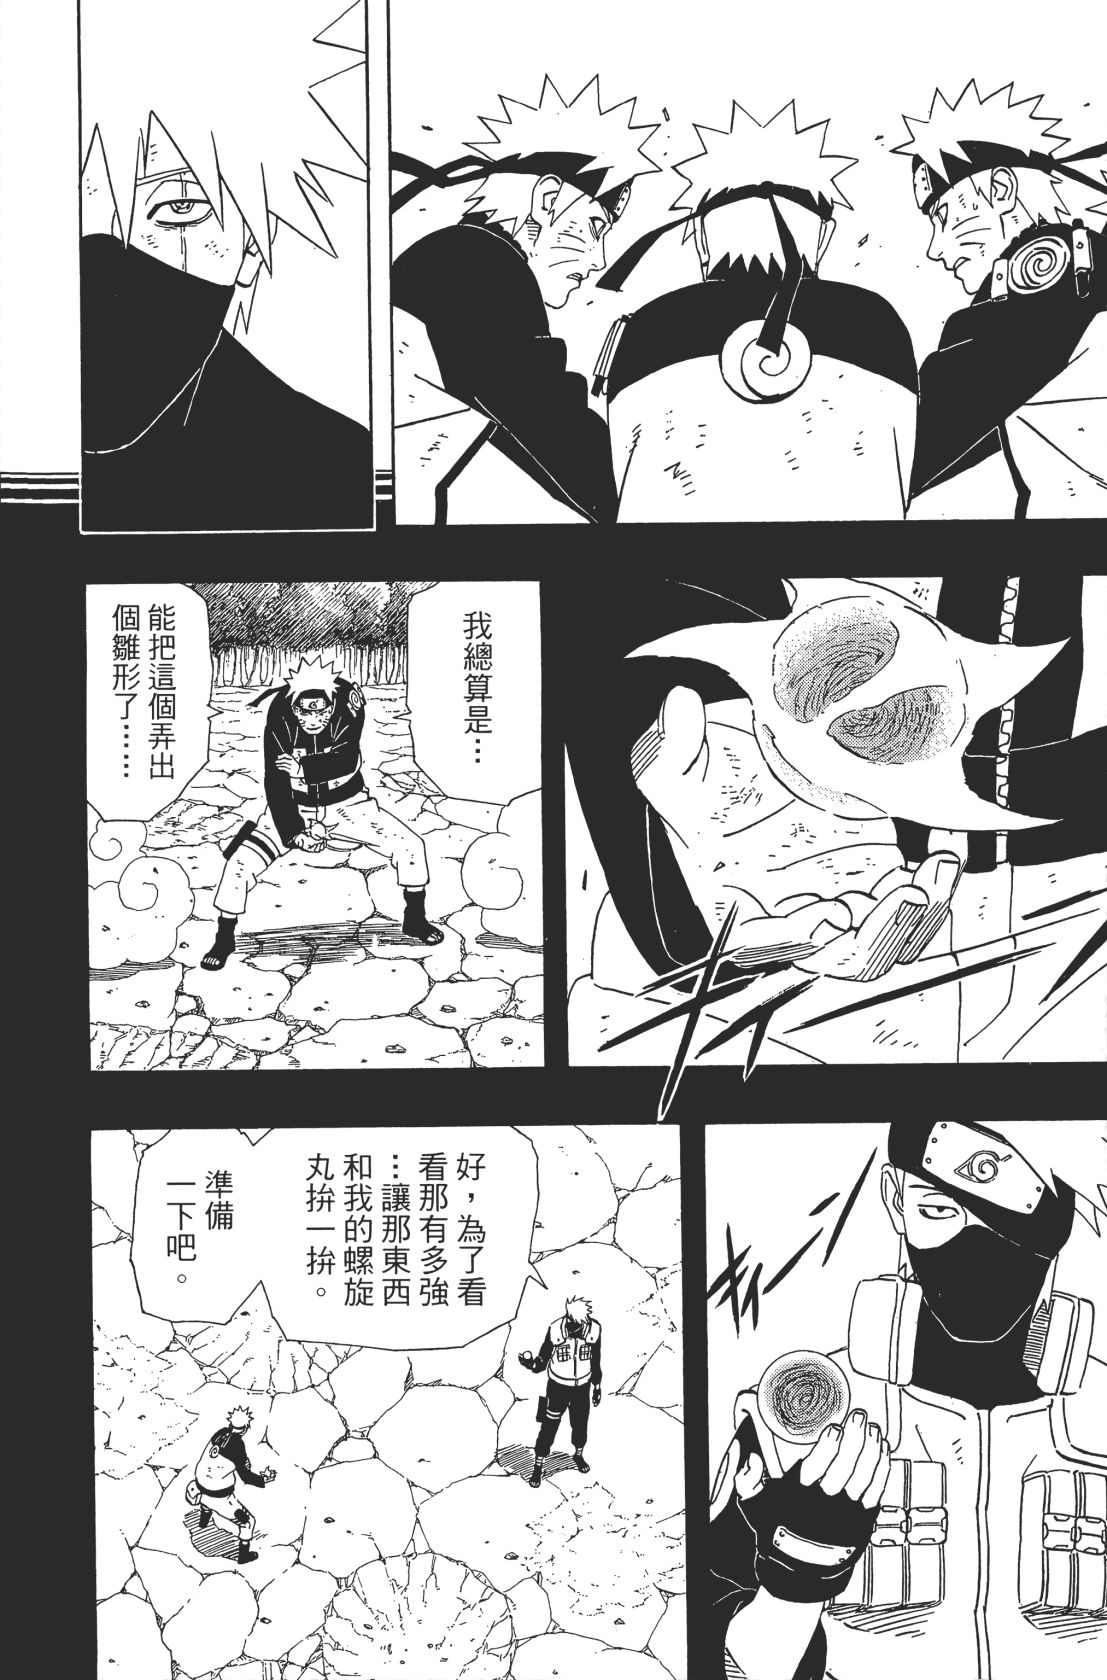 我總算是…
能把這個弄出
個雛形了……
好，為了看
看那有多強
…讓那東西
和我的螺旋
丸拚一拚。
準備
一下吧。